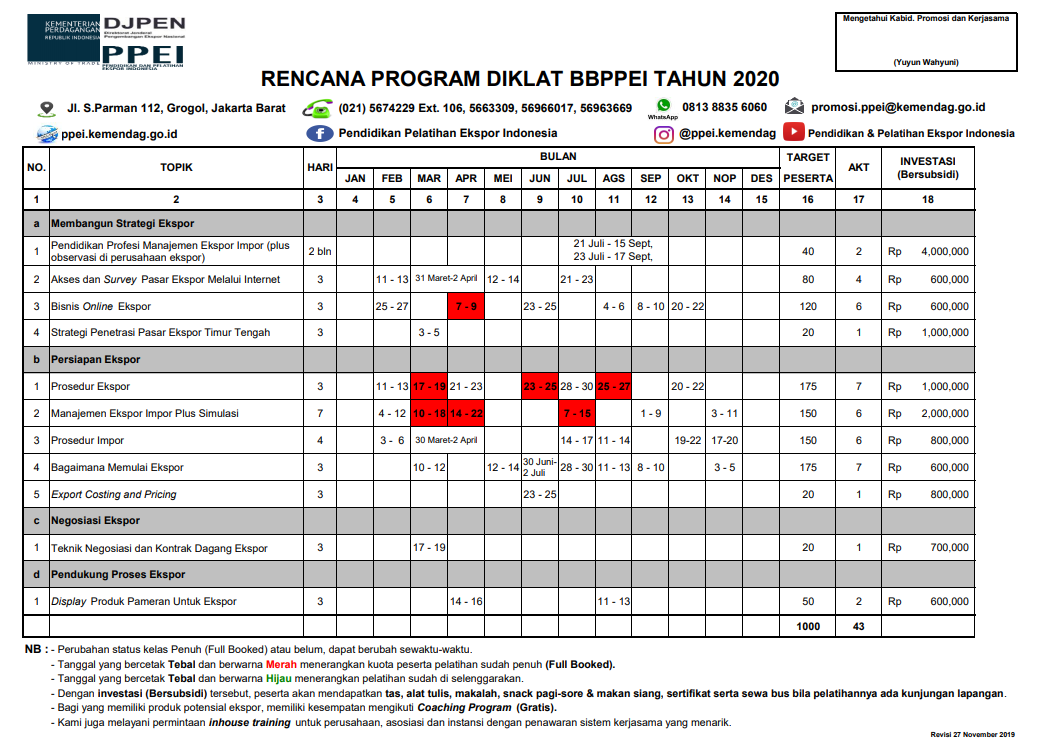 KEMENTERIAN
PERDAGANGAN
REPUBLIK INDONESIA
MINISTRY OF TRADE
DJPEN
Direktorat Jenderal
Pengembangan Ekspor Nasional
PPEI
PENDIDIKAN DAN PELATIHAN
EKSPOR INDONESIA
Mengetahui Kabid. Promosi dan Kerjasama
(Yuyun Wahyuni)
RENCANA PROGRAM DIKLAT BBPPEI TAHUN 2020
Jl. S.Parman 112, Grogol, Jakarta Barat (021) 5674229 Ext. 106, 5663309, 56966017, 56963669 WhatsApp 0813 8835 6060 promosi.ppei@kemendag.go.id
ppei.kemendag.go.id Pendidikan Pelatihan Ekspor Indonesia @ppei.kemendag Pendidikan & Pelatihan Ekspor Indonesia
NO. TOPIK HARI BULAN TARGET PESERTA AKT INVESTASI (Bersubsidi)
JAN FEB MAR APR MEI JUN JUL AGS SEP OKT NOP DES
1 2 3 4 5 6 7 8 9 10 11 12 13 14 15 16 17 18
a Membangun Strategi Ekspor
1 Pendidikan Profesi Manajemen Ekspor Impor (plus observasi di perusahaan ekspor) 2 bln 21 Juli - 15 Sept, 23 Juli - 17 Sept, 40 2 Rp 4,000,000
2 Akses dan Survey Pasar Ekspor Melalui Internet 3 11 - 13 31 Maret-2 April 12 - 14 21 - 23 80 4 Rp 600,000
3 Bisnis Online Ekspor 3 25 - 27 7 - 9 23 - 25 4 - 6 8 - 10 20 - 22 120 6 Rp 600,000
4 Strategi Penetrasi Pasar Ekspor Timur Tengah 3 3 - 5 20 1 Rp 1,000,000
b Persiapan Ekspor
1 Prosedur Ekspor 3 11 - 13 17 - 19 21 - 23 23 - 25 28 - 30 25 - 27 20 - 22 175 7 Rp 1,000,000
2 Manajemen Ekspor Impor Plus Simulasi 7 4 - 12 10 - 18 14 - 22 7 - 15 1 - 9 3 - 11 150 6 Rp 2,000,000
3 Prosedur Impor 4 3 - 6 30 Maret-2 April 14 - 17 11 - 14 19-22 17-20 150 6 Rp 800,000
4 Bagaimana Memulai Ekspor 3 10 - 12 12 - 14 30 Juni- 2 Juli 28 - 30 11 - 13 8 - 10 3 - 5 175 7 Rp 600,000
5 Export Costing and Pricing 3 23 - 25 20 1 Rp 800,000
c Negosiasi Ekspor
1 Teknik Negosiasi dan Kontrak Dagang Ekspor 3 17 - 19 20 1 Rp 700,000
d Pendukung Proses Ekspor
1 Display Produk Pameran Untuk Ekspor 3 14 - 16 11 - 13 50 2 Rp 600,000
1000 43
NB : - Perubahan status kelas Penuh (Full Booked) atau belum, dapat berubah sewaktu-waktu.
- Tanggal yang bercetak Tebal dan berwarna Merah menerangkan kuota peserta pelatihan sudah penuh (Full Booked).
- Tanggal yang bercetak Tebal dan berwarna Hijau menerangkan pelatihan sudah di selenggarakan.
- Dengan investasi (Bersubsidi) tersebut, peserta akan mendapatkan tas, alat tulis, makalah, snack pagi-sore & makan siang, sertifikat serta sewa bus bila pelatihannya ada kunjungan lapangan.
- Bagi yang memiliki produk potensial ekspor, memiliki kesempatan mengikuti Coaching Program (Gratis).
- Kami juga melayani permintaan inhouse training untuk perusahaan, asosiasi dan instansi dengan penawaran sistem kerjasama yang menarik.
Revisi 27 November 2019